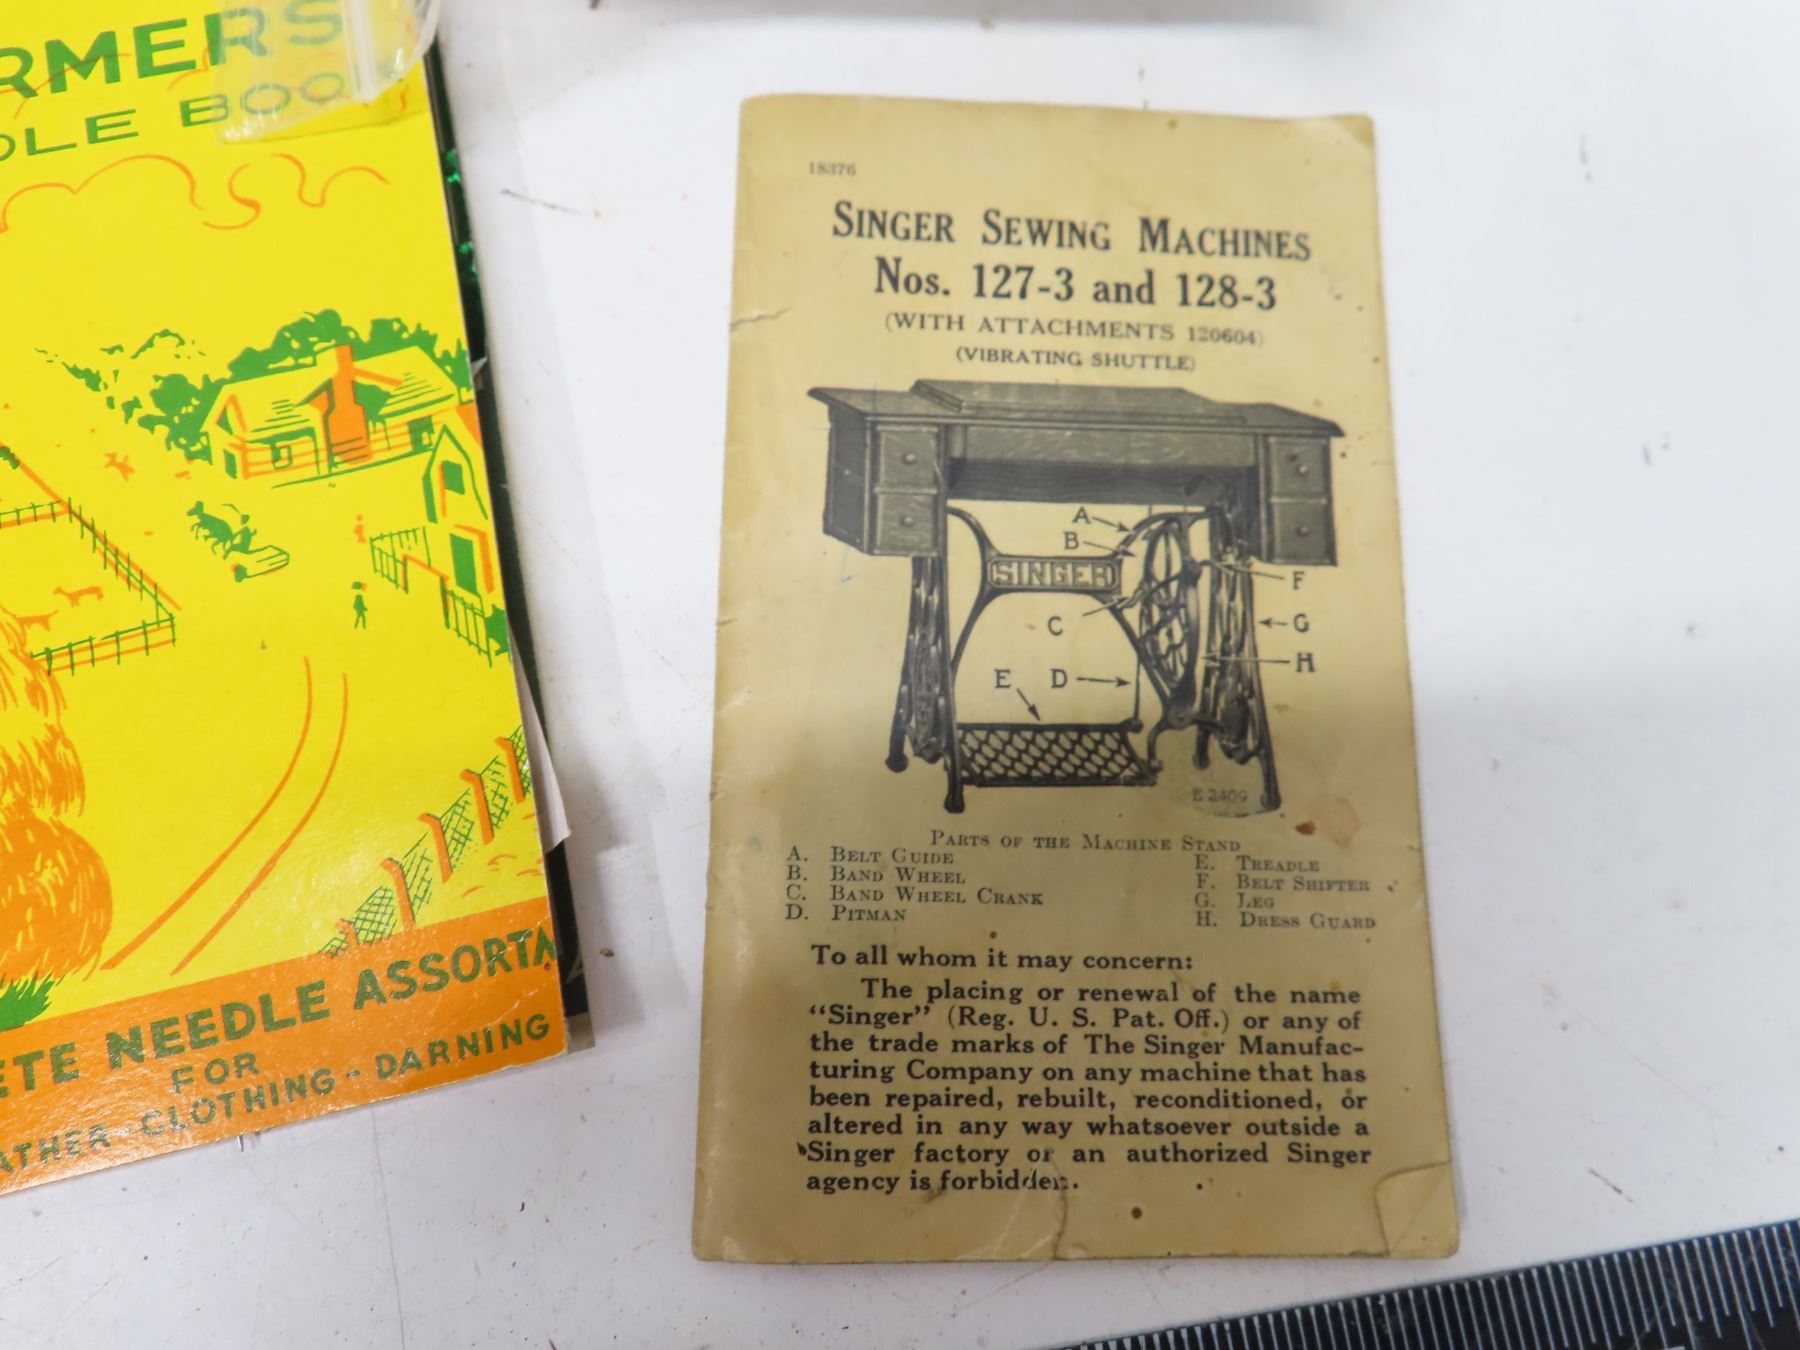 RMERS
DLE BOO
ETE NEEDLE ASSORTM
FOR
ATHER - CLOTHING - DARNING
18376
SINGER SEWING MACHINES
Nos. 127-3 and 128-3
(WITH ATTACHMENTS 120604)
(VIBRATING SHUTTLE)
A
B
SINGER
F
C
G
H
E D
E 2409
PARTS OF THE MACHINE STAND
A. BELT GUIDE
B. BAND WHEEL
C. BAND WHEEL CRANK
D. PITMAN
E. TREADLE
F. BELT SHIFTER
G. LEG
H. DRESS GUARD
To all whom it may concern:
The placing or renewal of the name
“Singer” (Reg. U. S. Pat. Off.) or any of
the trade marks of The Singer Manufac-
turing Company on any machine that has
been repaired, rebuilt, reconditioned, or
altered in any way whatsoever outside a
Singer factory or an authorized Singer
agency is forbidden.